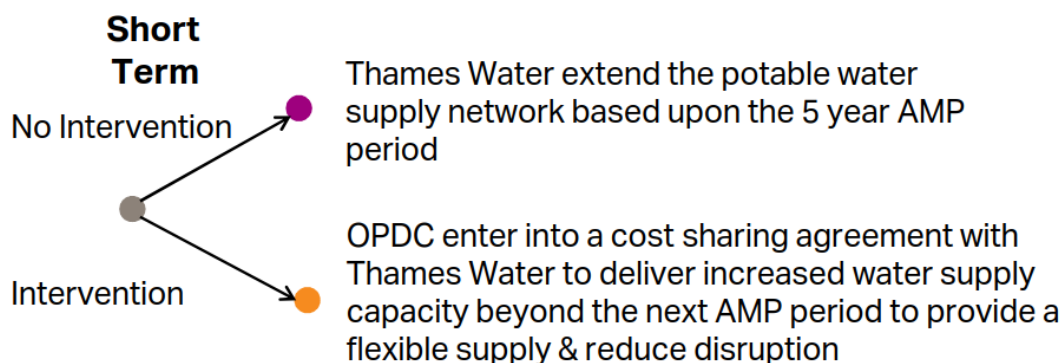 Short
Term
No Intervention
Thames Water extend the potable water
supply network based upon the 5 year AMP
period
Intervention
OPDC enter into a cost sharing agreement with
Thames Water to deliver increased water supply
capacity beyond the next AMP period to provide a
flexible supply & reduce disruption